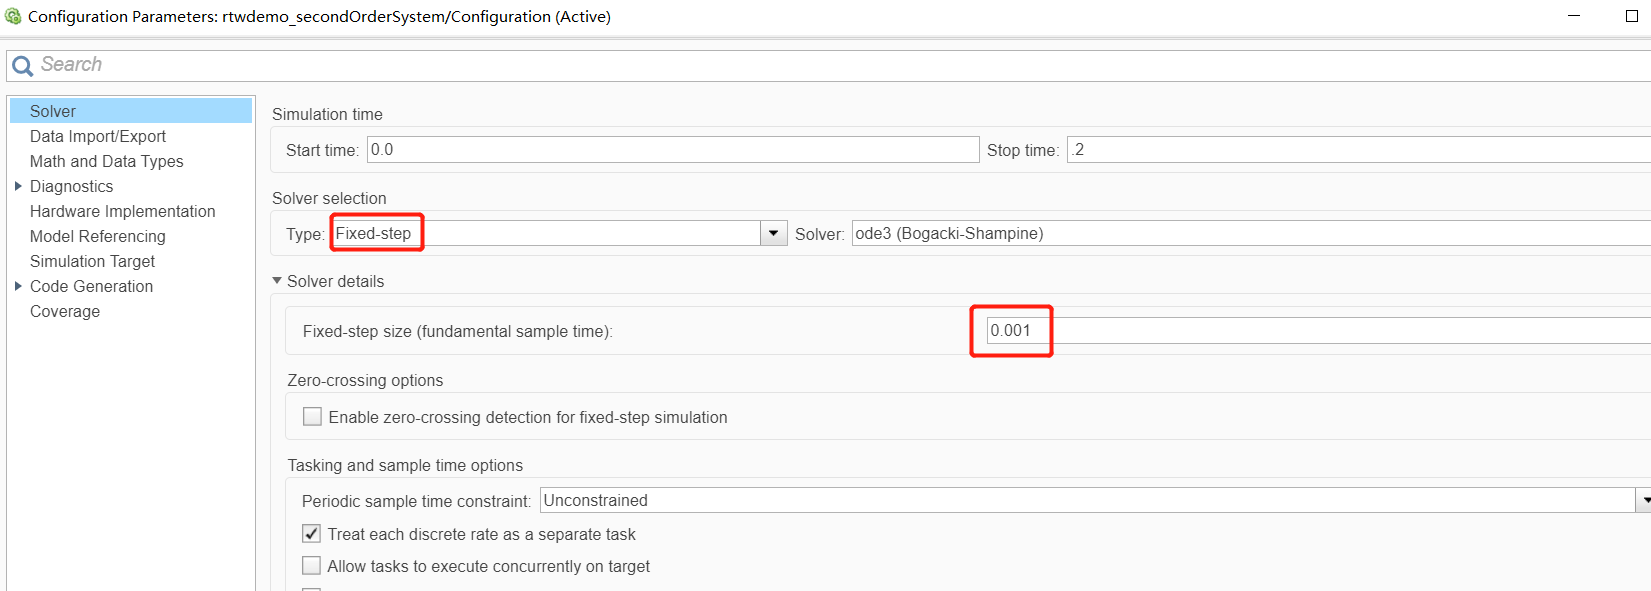 Configuration Parameters: rtwdemo_secondOrderSystem/Configuration (Active)
Search
Solver
Data Import/Export
Math and Data Types
Diagnostics
Hardware Implementation
Model Referencing
Simulation Target
Code Generation
Coverage
Simulation time
Start time: 0.0 Stop time: .2
Solver selection
Type: Fixed-step Solver: ode3 (Bogacki-Shampine)
Solver details
Fixed-step size (fundamental sample time): 0.001
Zero-crossing options
Enable zero-crossing detection for fixed-step simulation
Tasking and sample time options
Periodic sample time constraint: Unconstrained
Treat each discrete rate as a separate task
Allow tasks to execute concurrently on target